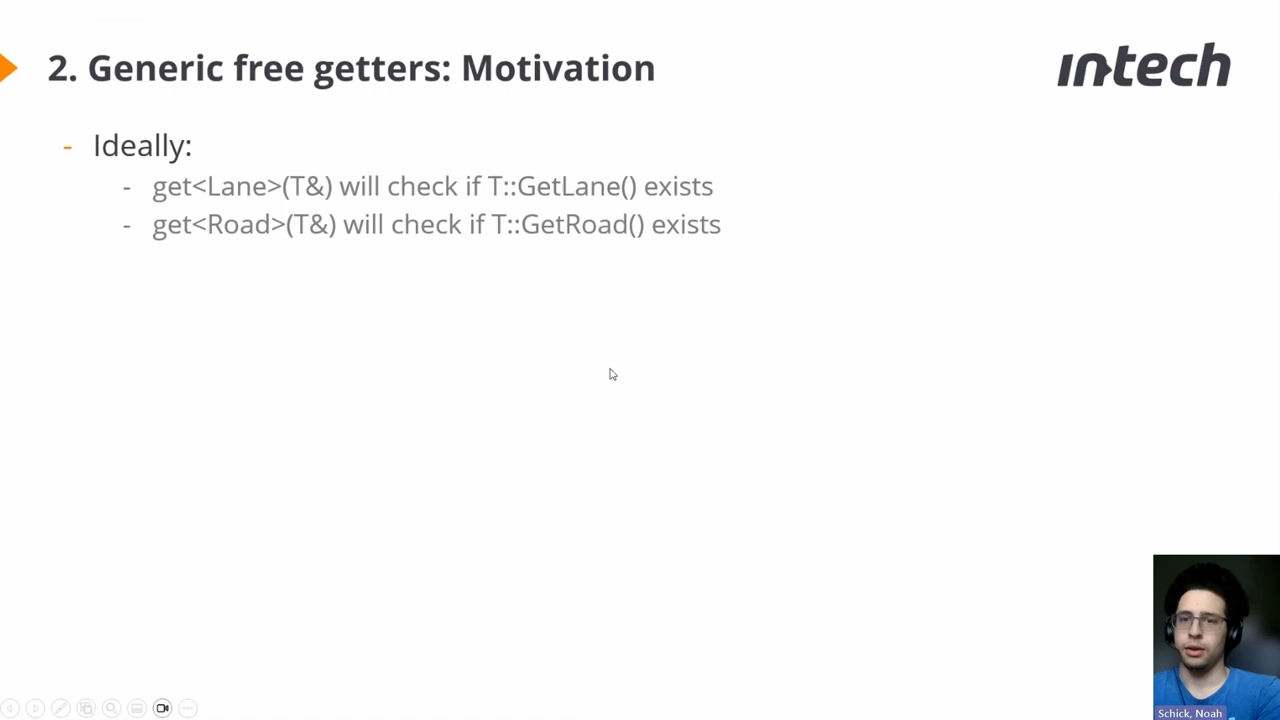 2. Generic free getters: Motivation
intech
- Ideally:
- get<Lane>(T&) will check if T::GetLane() exists
- get<Road>(T&) will check if T::GetRoad() exists
Schick, Noah